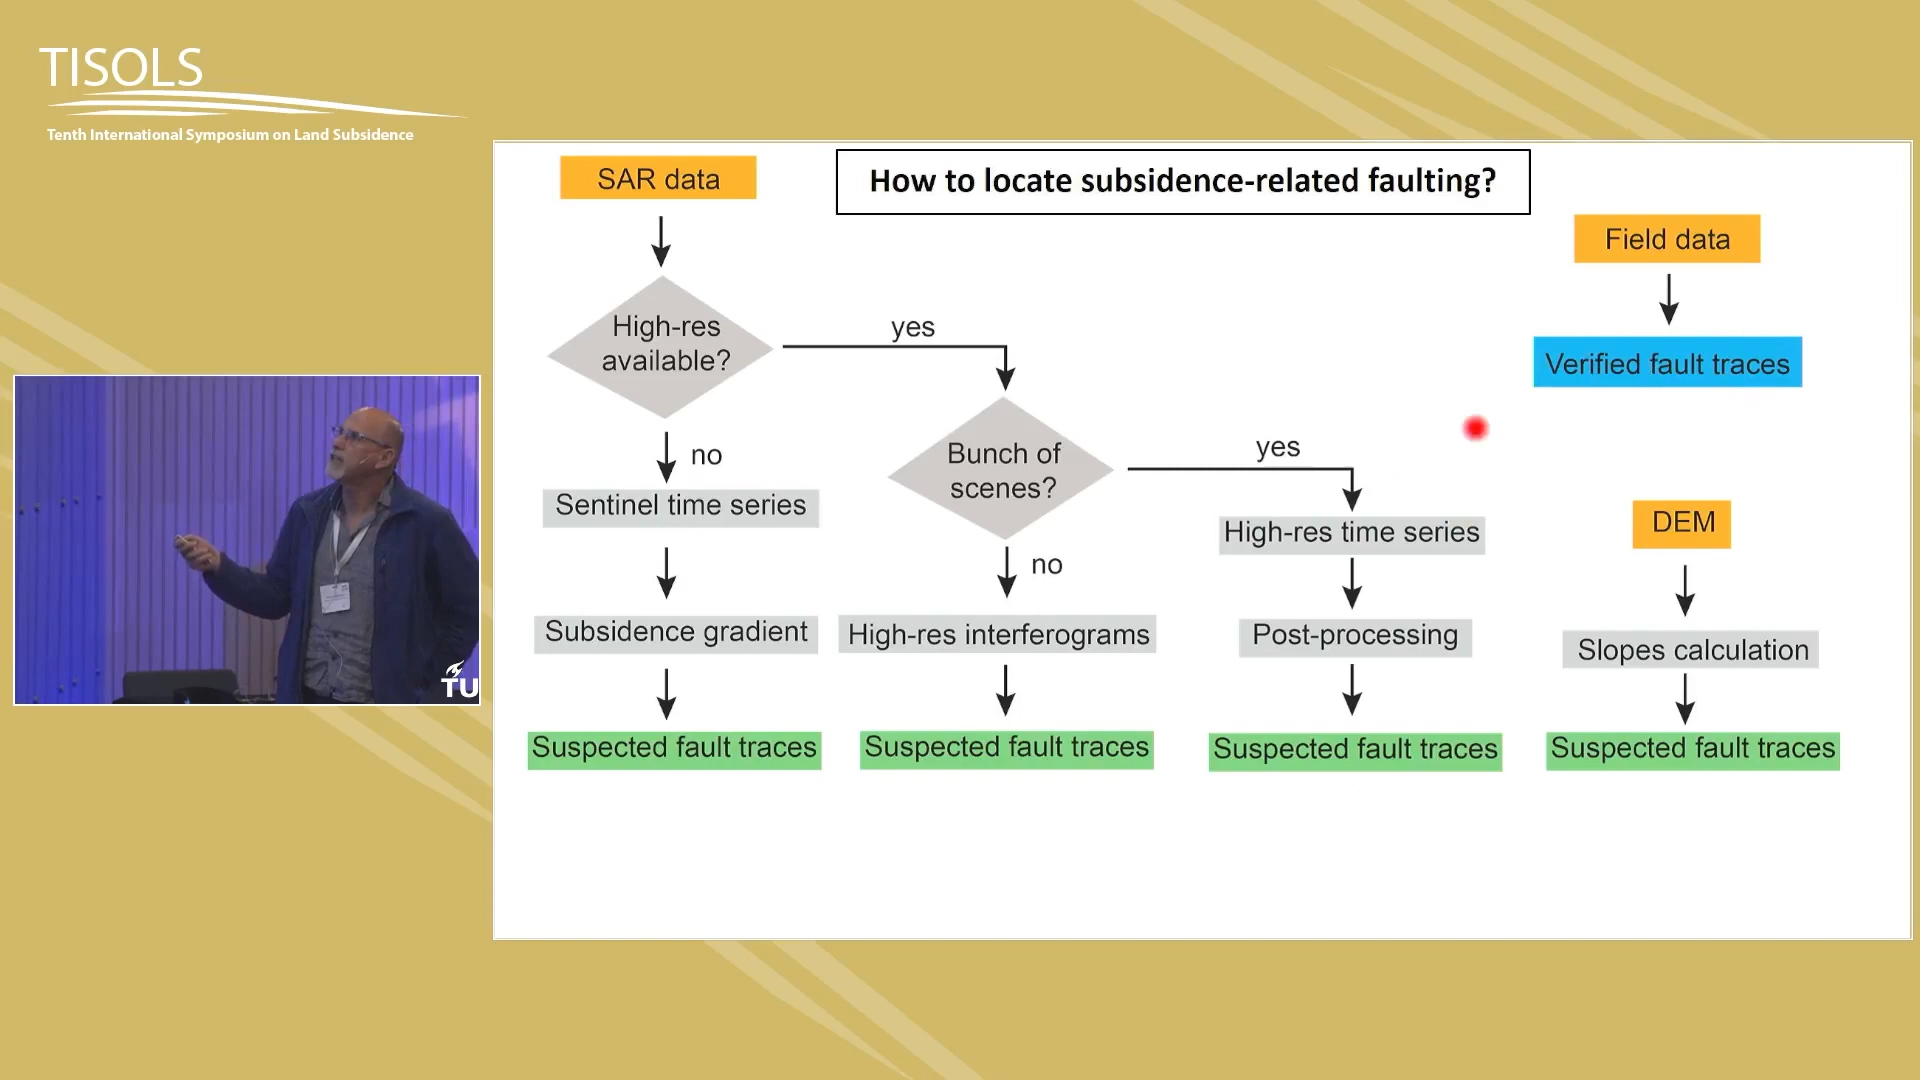 TISOLS
Tenth International Symposium on Land Subsidence
How to locate subsidence-related faulting?
SAR data
High-res
available?
yes
no
Sentinel time series
Subsidence gradient
Suspected fault traces
Bunch of
scenes?
yes
no
High-res interferograms
Suspected fault traces
High-res time series
Post-processing
Suspected fault traces
Field data
Verified fault traces
DEM
Slopes calculation
Suspected fault traces
TU